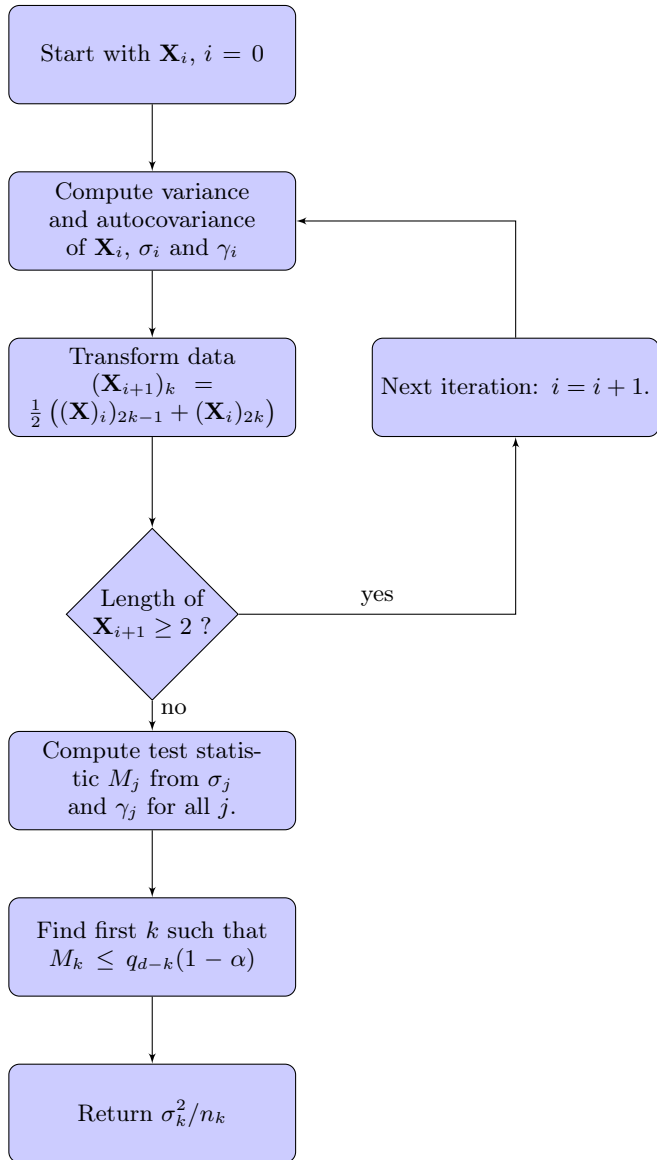 Start with X_i, i = 0
Compute variance
and autocovariance
of X_i, σ_i and γ_i
Transform data
(X_{i+1})_k =
½ ((X)_i)_{2k−1} + (X_i)_{2k})
Next iteration: i = i + 1.
Length of
X_{i+1} ≥ 2 ?
yes
no
Compute test statis-
tic M_j from σ_j
and γ_j for all j.
Find first k such that
M_k ≤ q_{d−k}(1 − α)
Return σ_k^2/n_k